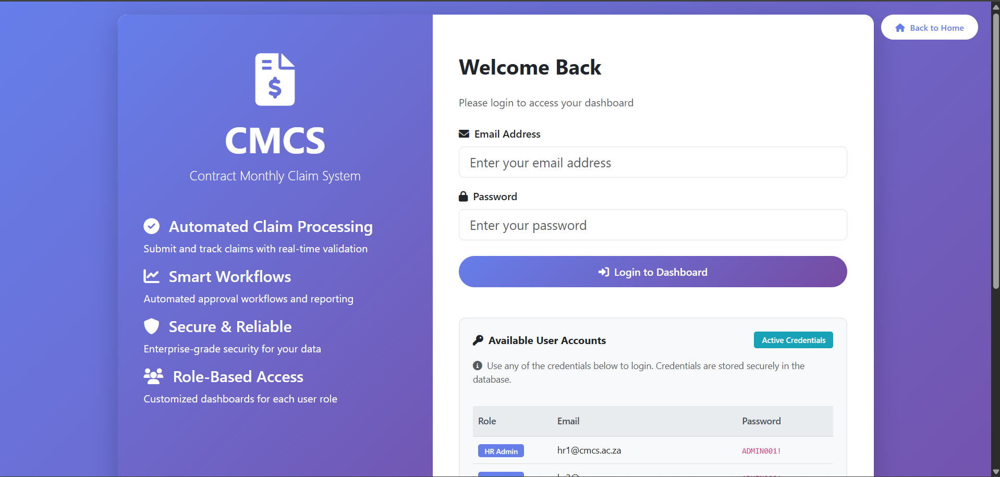 CMCS
Contract Monthly Claim System
Automated Claim Processing
Submit and track claims with real-time validation
Smart Workflows
Automated approval workflows and reporting
Secure & Reliable
Enterprise-grade security for your data
Role-Based Access
Customized dashboards for each user role
Back to Home
Welcome Back
Please login to access your dashboard
Email Address
Enter your email address
Password
Enter your password
Login to Dashboard
Available User Accounts
Active Credentials
Use any of the credentials below to login. Credentials are stored securely in the
database.
Role Email Password
HR Admin hr1@cmcs.ac.za ADMIN001!